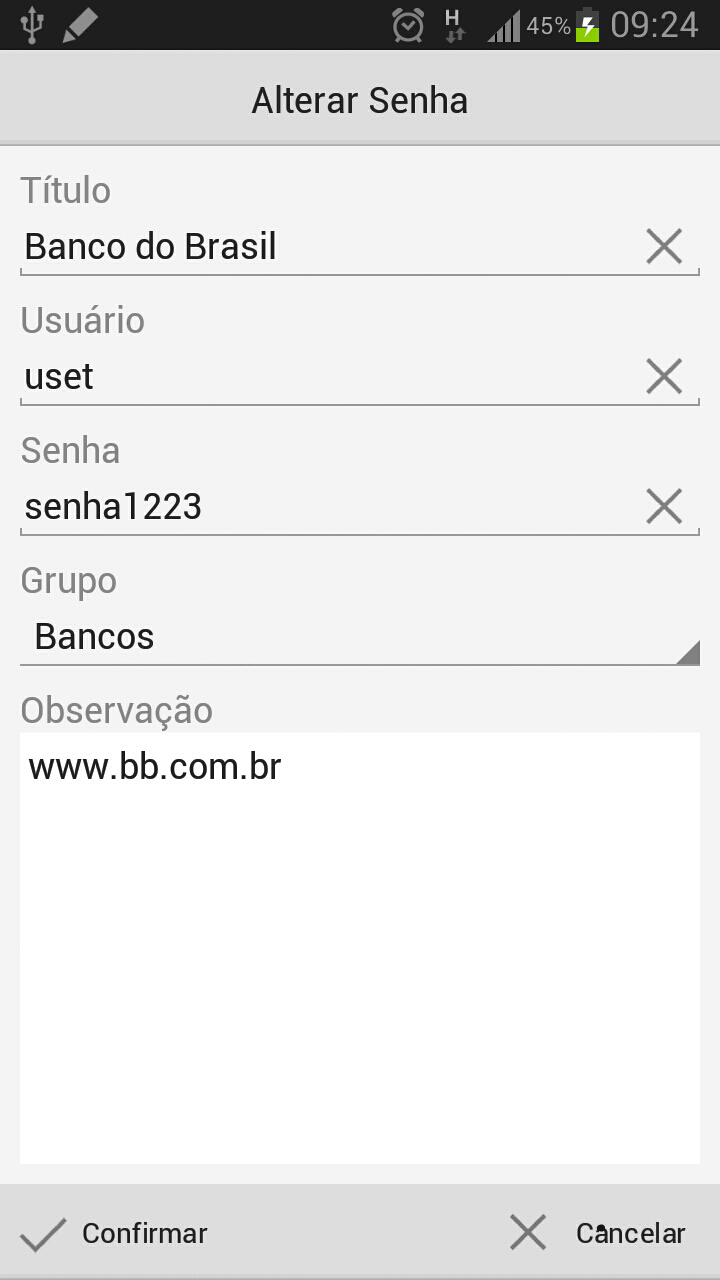 H 45% 09:24
Alterar Senha
Título
Banco do Brasil
Usuário
uset
Senha
senha1223
Grupo
Bancos
Observação
www.bb.com.br
Confirmar Cancelar